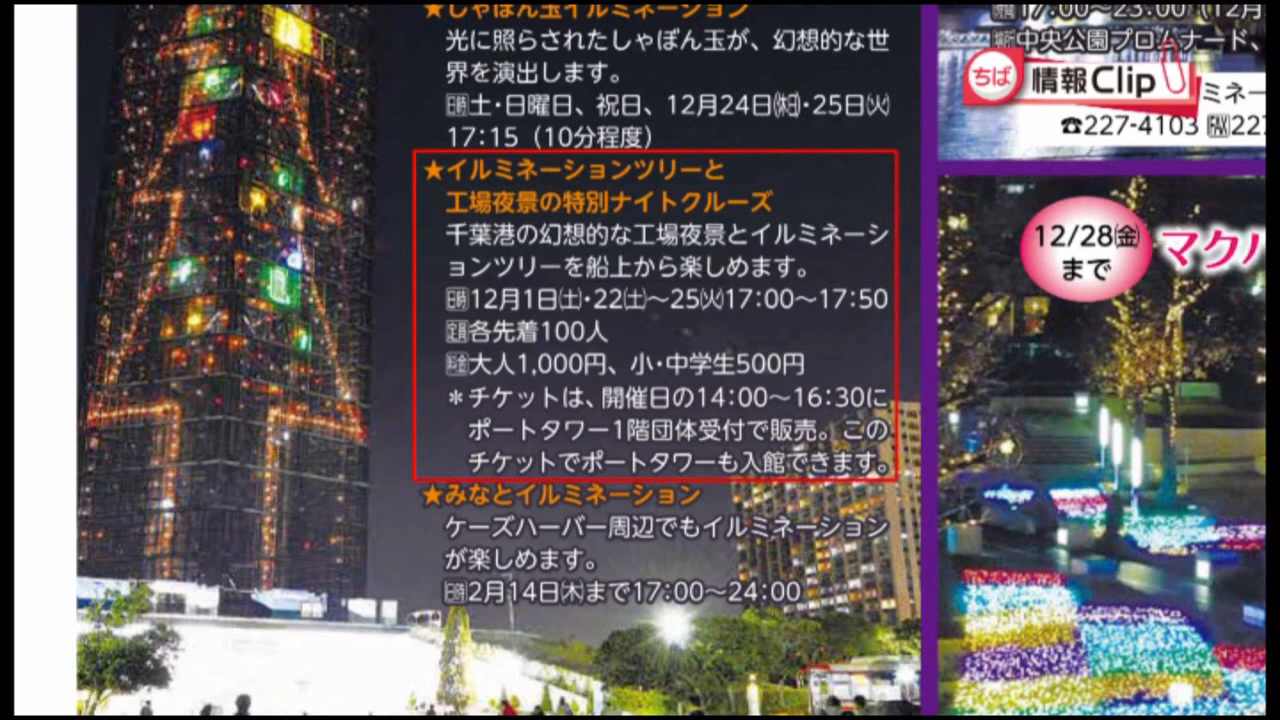 ★しゃぼん玉イルミネーション
光に照らされたしゃぼん玉が、幻想的な世
界を演出します。
日時土・日曜日、祝日、12月24日(休)・25日(火)
17:15（10分程度）
★イルミネーションツリーと
工場夜景の特別ナイトクルーズ
千葉港の幻想的な工場夜景とイルミネーシ
ョンツリーを船上から楽しめます。
日時12月1日㈯・22㈯～25㈫17:00～17:50
定員各先着100人
料金大人1,000円、小・中学生500円
＊チケットは、開催日の14:00～16:30に
ポートタワー1階団体受付で販売。この
チケットでポートタワーも入館できます。
★みなとイルミネーション
ケーズハーバー周辺でもイルミネーション
が楽しめます。
日時2月14日㈭まで17:00～24:00
17:00～23:00（12月
中央公園プロムナード、
ちば 情報Clip
ミネー
☎227-4103 FAX227
12/28㈮
まで
マクハ